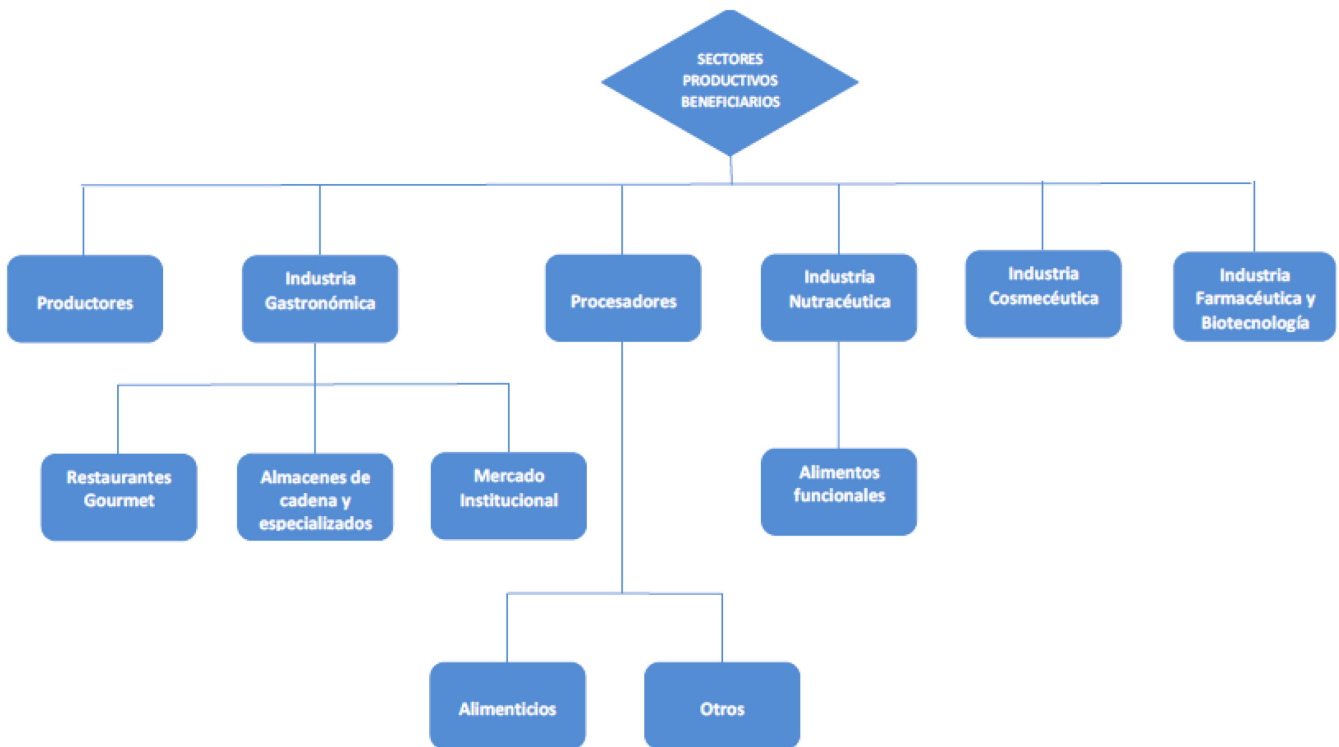 SECTORES
PRODUCTIVOS
BENEFICIARIOS
Productores
Industria
Gastronómica
Procesadores
Industria
Nutracéutica
Industria
Cosmecéutica
Industria
Farmacéutica y
Biotecnología
Restaurantes
Gourmet
Almacenes de
cadena y
especializados
Mercado
Institucional
Alimentos
funcionales
Alimenticios
Otros